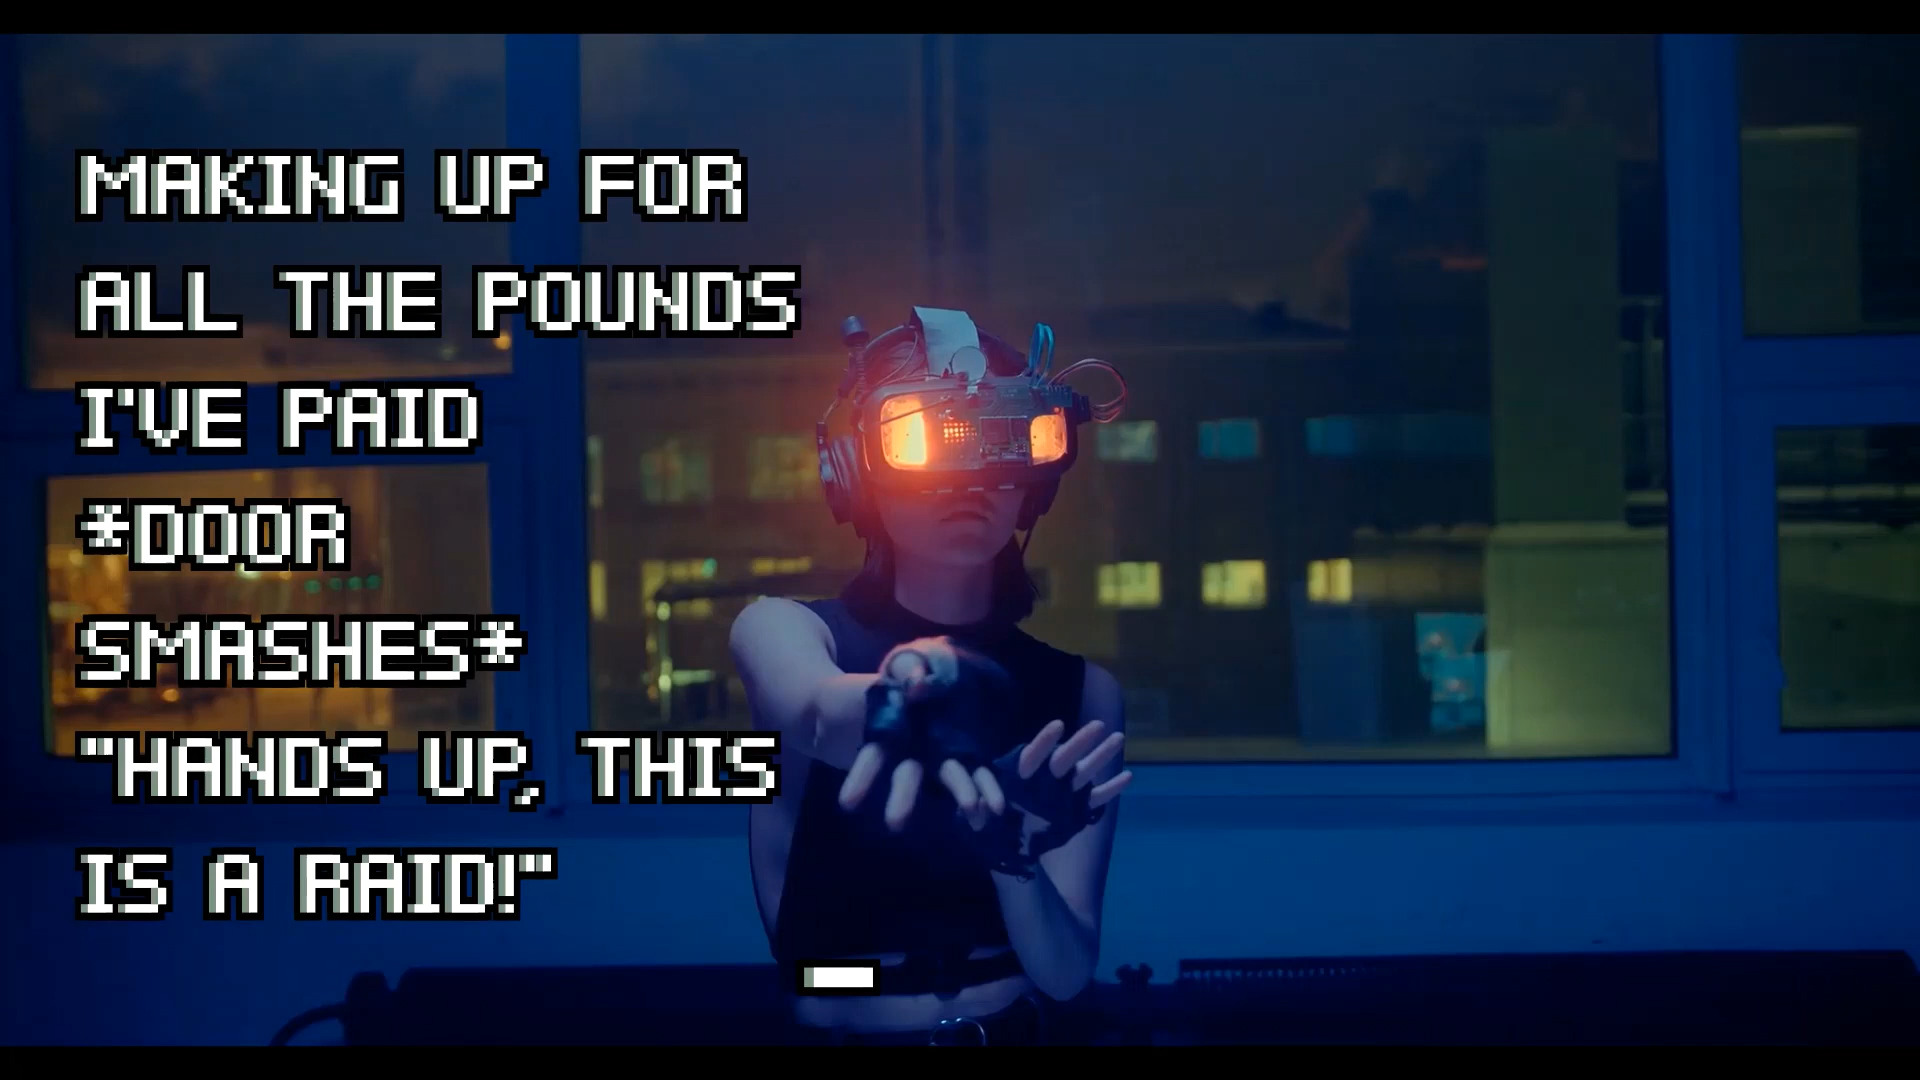 MAKING UP FOR
ALL THE POUNDS
I'VE PAID
*DOOR
SMASHES*
"HANDS UP, THIS
IS A RAID!"